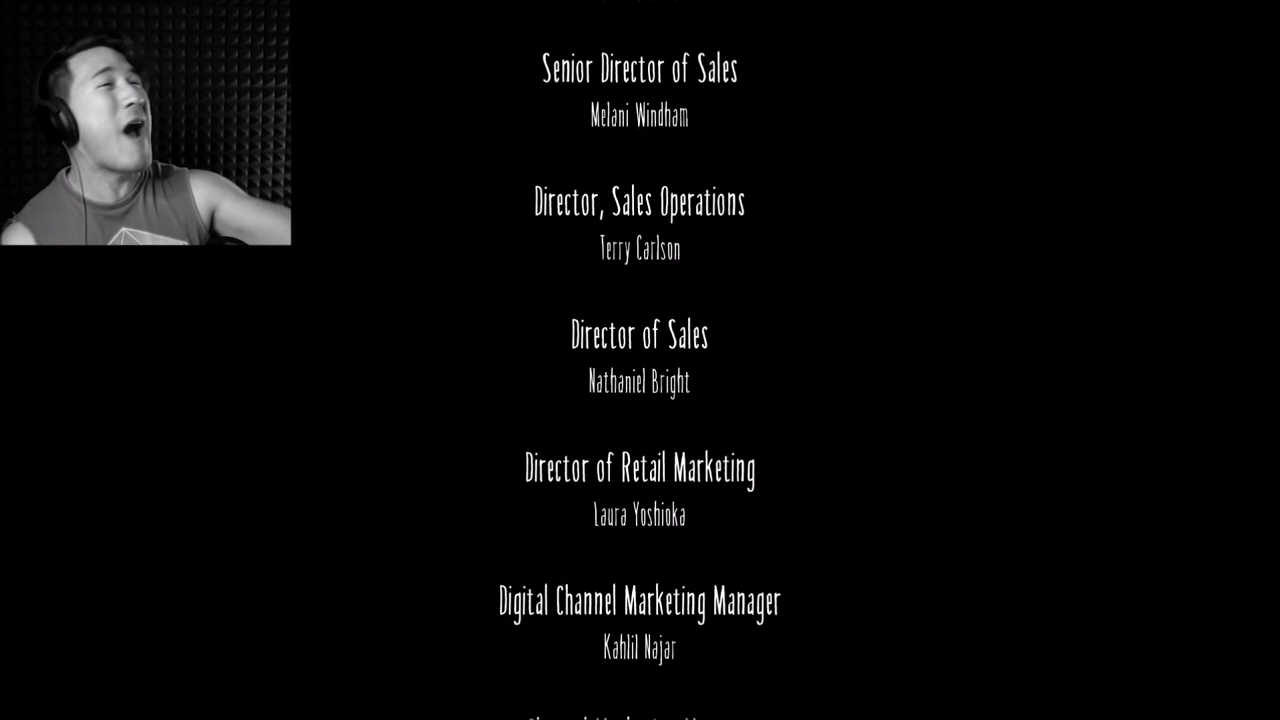 Senior Director of Sales
Melani Windham
Director, Sales Operations
Terry Carlson
Director of Sales
Nathaniel Bright
Director of Retail Marketing
Laura Yoshioka
Digital Channel Marketing Manager
Kahlil Najar